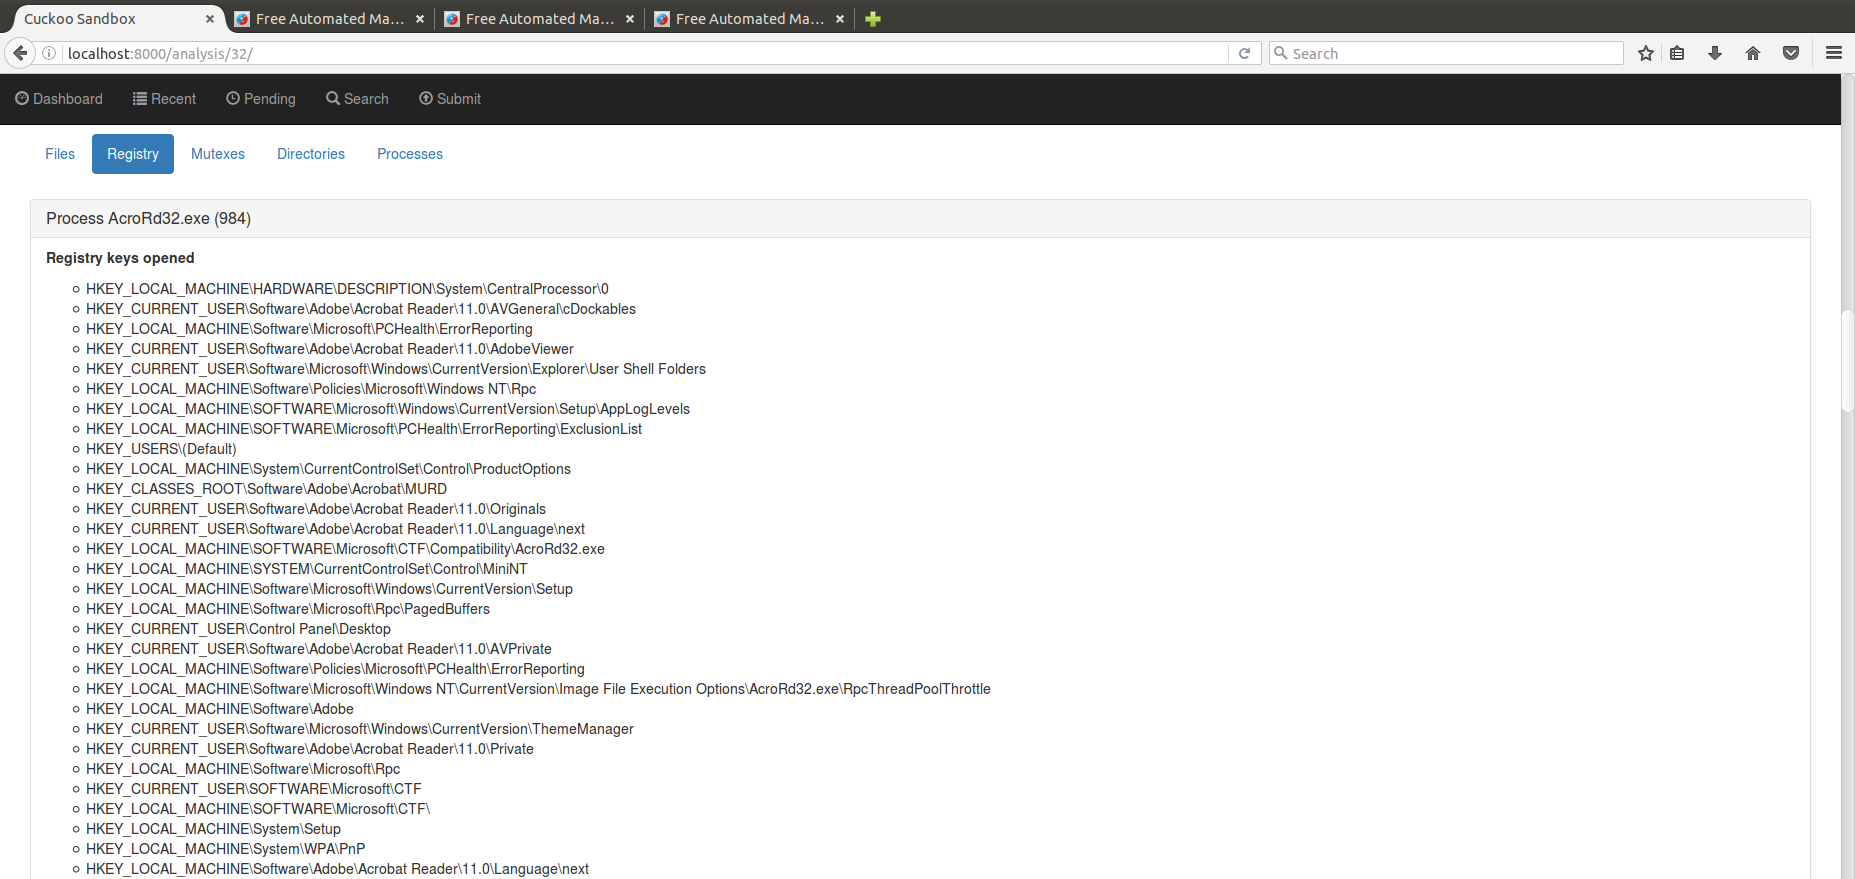 Cuckoo Sandbox
Free Automated Ma...
Free Automated Ma...
Free Automated Ma...
localhost:8000/analysis/32/
Search
Dashboard
Recent
Pending
Search
Submit
Files
Registry
Mutexes
Directories
Processes
Process AcroRd32.exe (984)
Registry keys opened
HKEY_LOCAL_MACHINE\HARDWARE\DESCRIPTION\System\CentralProcessor\0
HKEY_CURRENT_USER\Software\Adobe\Acrobat Reader\11.0\AVGeneral\cDockables
HKEY_LOCAL_MACHINE\Software\Microsoft\PCHealth\ErrorReporting
HKEY_CURRENT_USER\Software\Adobe\Acrobat Reader\11.0\AdobeViewer
HKEY_CURRENT_USER\Software\Microsoft\Windows\CurrentVersion\Explorer\User Shell Folders
HKEY_LOCAL_MACHINE\Software\Policies\Microsoft\Windows NT\Rpc
HKEY_LOCAL_MACHINE\SOFTWARE\Microsoft\Windows\CurrentVersion\Setup\AppLogLevels
HKEY_LOCAL_MACHINE\SOFTWARE\Microsoft\PCHealth\ErrorReporting\ExclusionList
HKEY_USERS\(Default)
HKEY_LOCAL_MACHINE\System\CurrentControlSet\Control\ProductOptions
HKEY_CLASSES_ROOT\Software\Adobe\Acrobat\MURD
HKEY_CURRENT_USER\Software\Adobe\Acrobat Reader\11.0\Originals
HKEY_CURRENT_USER\Software\Adobe\Acrobat Reader\11.0\Language\next
HKEY_LOCAL_MACHINE\SOFTWARE\Microsoft\CTF\Compatibility\AcroRd32.exe
HKEY_LOCAL_MACHINE\SYSTEM\CurrentControlSet\Control\MiniNT
HKEY_LOCAL_MACHINE\Software\Microsoft\Windows\CurrentVersion\Setup
HKEY_LOCAL_MACHINE\Software\Microsoft\Rpc\PagedBuffers
HKEY_CURRENT_USER\Control Panel\Desktop
HKEY_CURRENT_USER\Software\Adobe\Acrobat Reader\11.0\AVPrivate
HKEY_LOCAL_MACHINE\Software\Policies\Microsoft\PCHealth\ErrorReporting
HKEY_LOCAL_MACHINE\Software\Microsoft\Windows NT\CurrentVersion\Image File Execution Options\AcroRd32.exe\RpcThreadPoolThrottle
HKEY_LOCAL_MACHINE\Software\Adobe
HKEY_CURRENT_USER\Software\Microsoft\Windows\CurrentVersion\ThemeManager
HKEY_CURRENT_USER\Software\Adobe\Acrobat Reader\11.0\Private
HKEY_LOCAL_MACHINE\Software\Microsoft\Rpc
HKEY_CURRENT_USER\SOFTWARE\Microsoft\CTF
HKEY_LOCAL_MACHINE\SOFTWARE\Microsoft\CTF\
HKEY_LOCAL_MACHINE\System\Setup
HKEY_LOCAL_MACHINE\System\WPA\PnP
HKEY_LOCAL_MACHINE\Software\Adobe\Acrobat Reader\11.0\Language\next